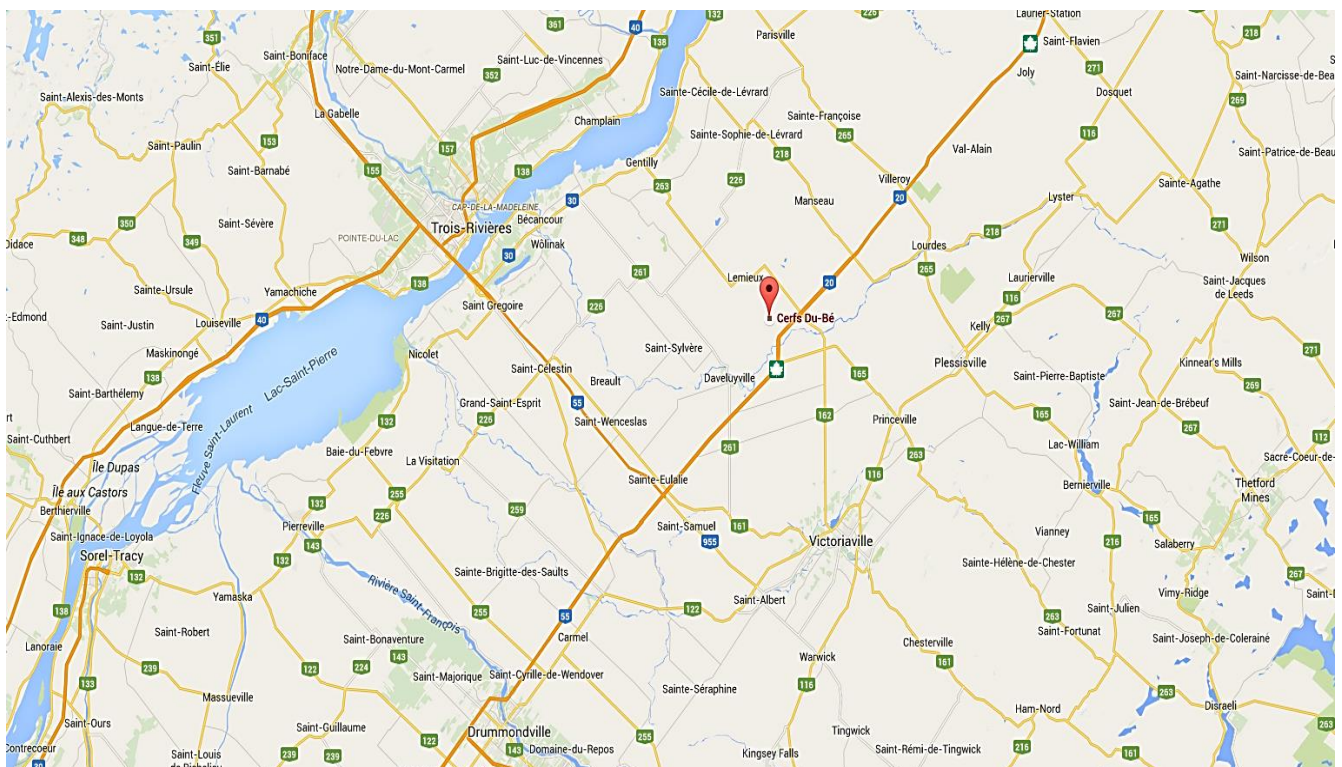 361
40
138
132
Parisville
226
Laurier-Station
Saint-Flavien
218
351
Saint-Élie
Saint-Boniface
Notre-Dame-du-Mont-Carmel
Saint-Luc-de-Vincennes
352
Joly
271
Saint-Narcisse-de-Bea
Saint-Alexis-des-Monts
La Gabelle
Sainte-Cécile-de-Lévrard
Dosquet
269
Champlain
Sainte-Françoise
Saint-Paulin
153
157
Sainte-Sophie-de-Lévrard
265
116
Val-Alain
218
Saint-Patrice-de-Beau
Saint-Barnabé
155
138
Gentilly
263
226
Villeroy
20
Sainte-Agathe
Lyster
CAP-DE-LA-MADELEINE
30
Manseau
350
Saint-Sévère
Trois-Rivières
Bécancour
218
271
Didace
348
349
POINTE-DU-LAC
30
Wôlinak
Lourdes
Wilson
138
261
Lemieux
20
265
Laurierville
Saint-Jacques
de Leeds
Sainte-Ursule
Yamachiche
Saint Gregoire
226
116
t-Edmond
Saint-Justin
Louiseville
40
Cerfs Du-Bé
267
Kelly
Maskinongé
Nicolet
Saint-Sylvère
271
138
Lac-Saint-Pierre
Saint-Célestin
Breault
Daveluyville
165
Plessisville
Kinnear's Mills
Saint-Barthélemy
Saint-Pierre-Baptiste
269
Grand-Saint-Esprit
55
Saint-Jean-de-Brébeuf
Langue-de-Terre
132
226
Saint-Wenceslas
162
Princeville
165
267
Saint-Cuthbert
Fleuve Saint-Laurent
261
Lac-William
112
Baie-du-Febvre
La Visitation
263
Sacre-Coeur-de-
Île Dupas
116
Île aux Castors
255
Sainte-Eulalie
Bernierville
Thetford
Mines
Berthierville
132
226
259
Pierreville
Saint-Samuel
161
165
Saint-Ignace-de-Loyola
143
955
Victoriaville
Vianney
216
Salaberry
Sorel-Tracy
132
Sainte-Brigitte-des-Saults
Sainte-Hélène-de-Chester
267
Yamaska
132
Rivière Saint-François
Saint-Albert
Vimy-Ridge
138
255
55
122
263
Saint-Julien
Saint-D
Saint-Robert
Saint-Bonaventure
Carmel
Chesterville
Saint-Fortunat
Saint-Joseph-de-Coleraine
Lanoraie
143
239
122
224
Saint-Majorique
Saint-Cyrille-de-Wendover
Warwick
161
133
Massueville
Sainte-Séraphine
116
263
Ham-Nord
Disraeli
263
Saint-Ours
Saint-Guillaume
Drummondville
Tingwick
122
255
216
Contrecoeur
239
239
143
Domaine-du-Repos
Kingsey Falls
Saint-Rémi-de-Tingwick
161
30
Saint-Louis